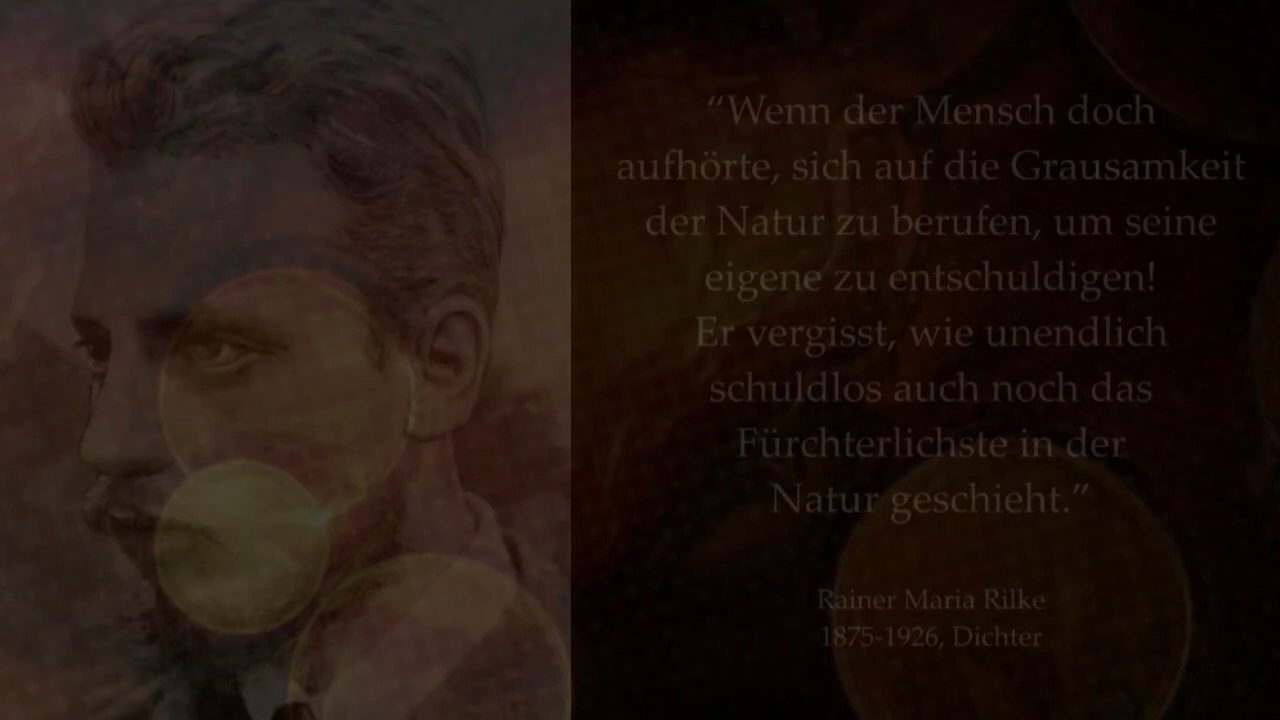 “Wenn der Mensch doch
aufhörte, sich auf die Grausamkeit
der Natur zu berufen, um seine
eigene zu entschuldigen!
Er vergisst, wie unendlich
schuldlos auch noch das
Fürchterlichste in der
Natur geschieht.”
Rainer Maria Rilke
1875-1926, Dichter